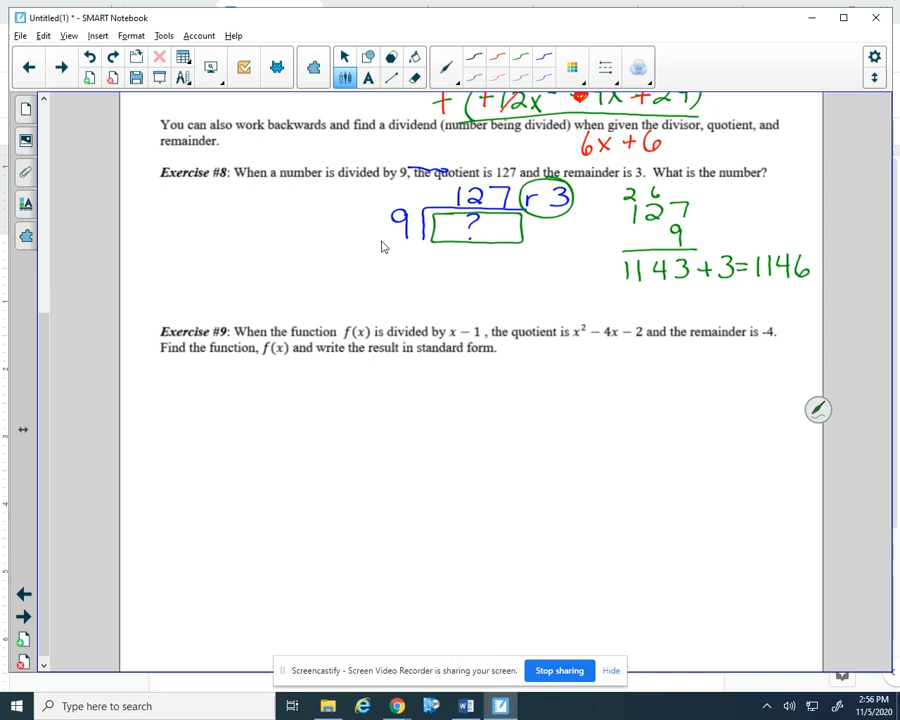 Untitled(1) * - SMART Notebook
File Edit View Insert Format Tools Account Help
You can also work backwards and find a dividend (number being divided) when given the divisor, quotient, and
remainder.
6x + 6
Exercise #8: When a number is divided by 9, the quotient is 127 and the remainder is 3. What is the number?
127 r 3
9 ?
2 6
127
9
1143 + 3 = 1146
Exercise #9: When the function f(x) is divided by x − 1 , the quotient is x² − 4x − 2 and the remainder is -4.
Find the function, f(x) and write the result in standard form.
Screencastify - Screen Video Recorder is sharing your screen. Stop sharing Hide
Type here to search
2:56 PM
11/5/2020